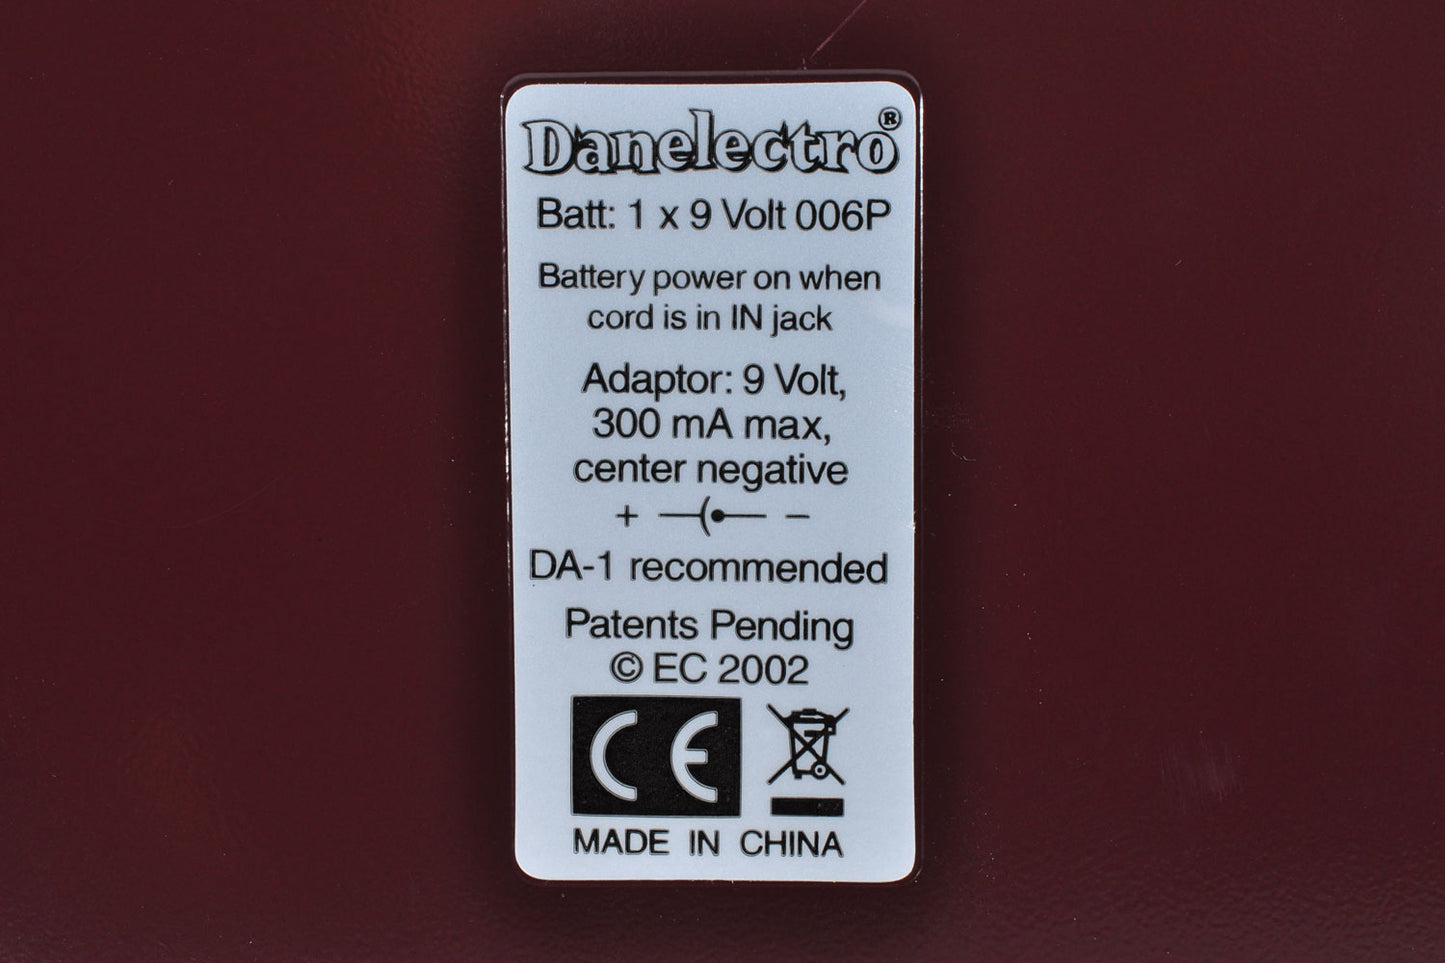 Danelectro®
Batt: 1 x 9 Volt 006P
Battery power on when
cord is in IN jack
Adaptor: 9 Volt,
300 mA max,
center negative
+ −
DA-1 recommended
Patents Pending
© EC 2002
CE
MADE IN CHINA